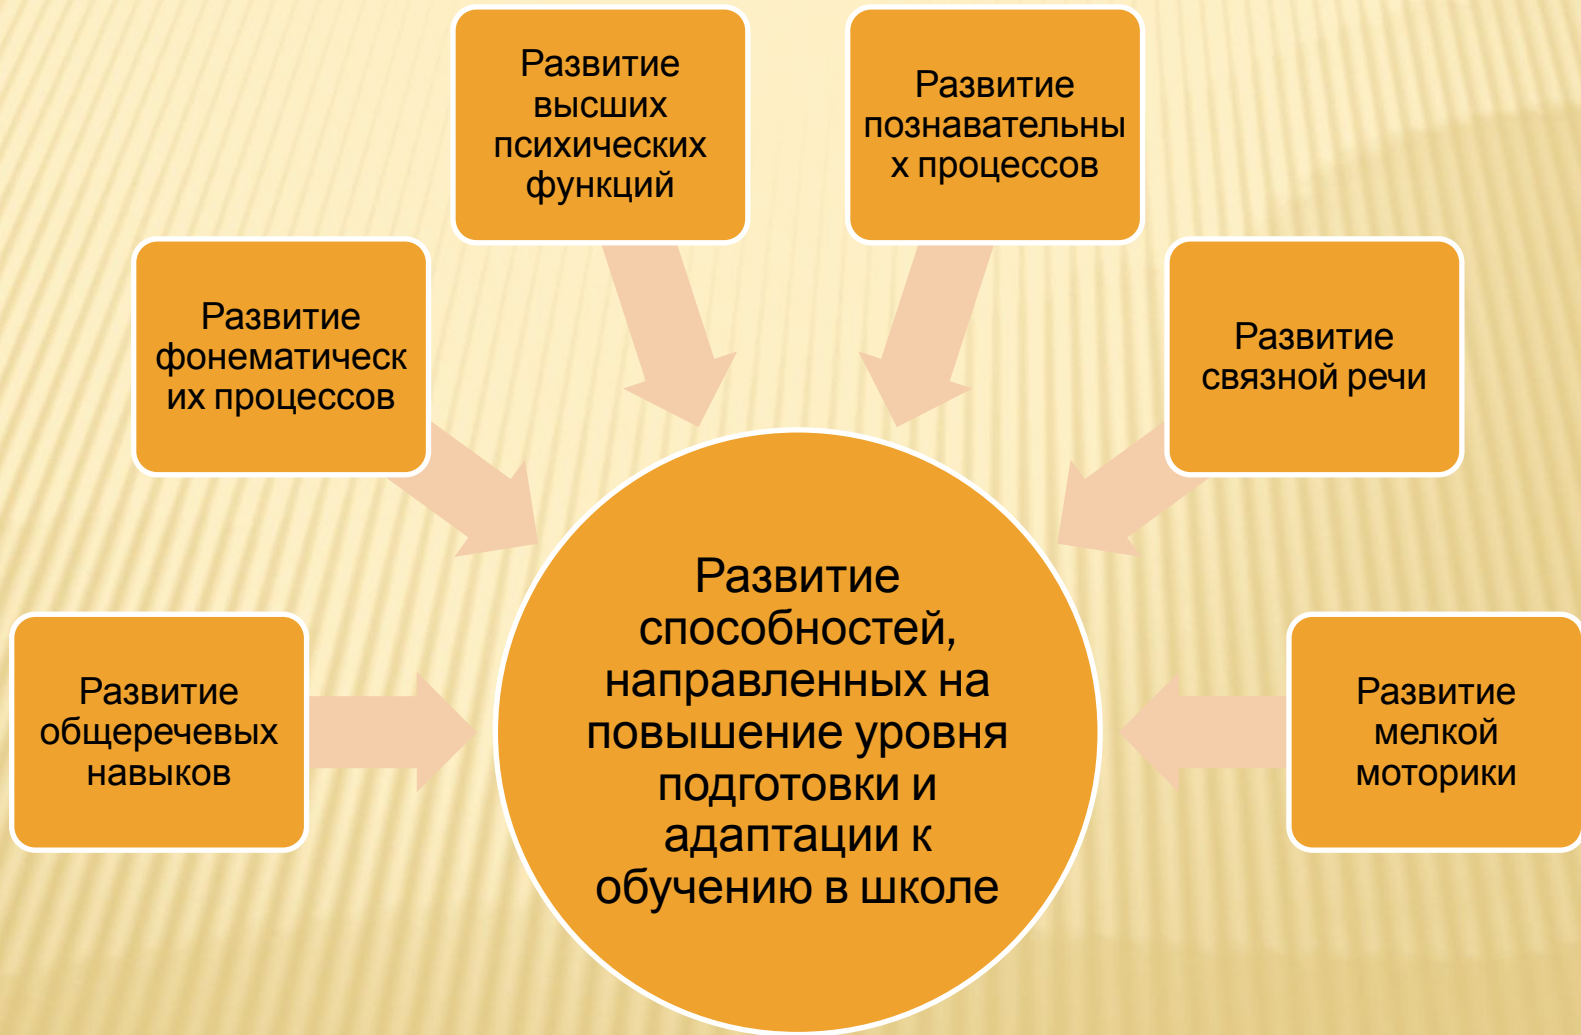 Развитие
высших
психических
функций
Развитие
познавательны
х процессов
Развитие
фонематическ
их процессов
Развитие
связной речи
Развитие
общеречевых
навыков
Развитие
способностей,
направленных на
повышение уровня
подготовки и
адаптации к
обучению в школе
Развитие
мелкой
моторики